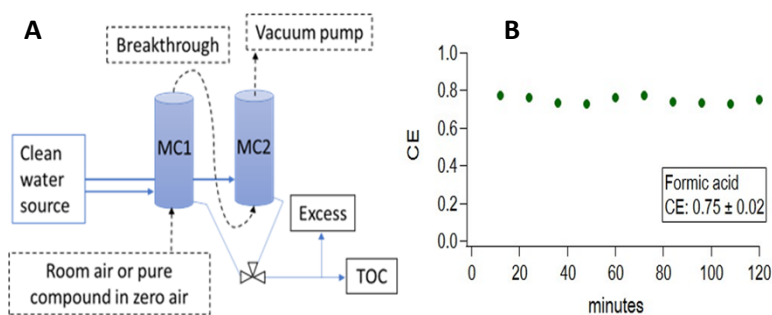 A
Breakthrough
Vacuum pump
MC1
MC2
Clean
water
source
Excess
TOC
Room air or pure
compound in zero air
B
1.0
0.8
0.6
0.4
0.2
0.0
CE
Formic acid
CE: 0.75 ± 0.02
0
20
40
60
80
100
120
minutes